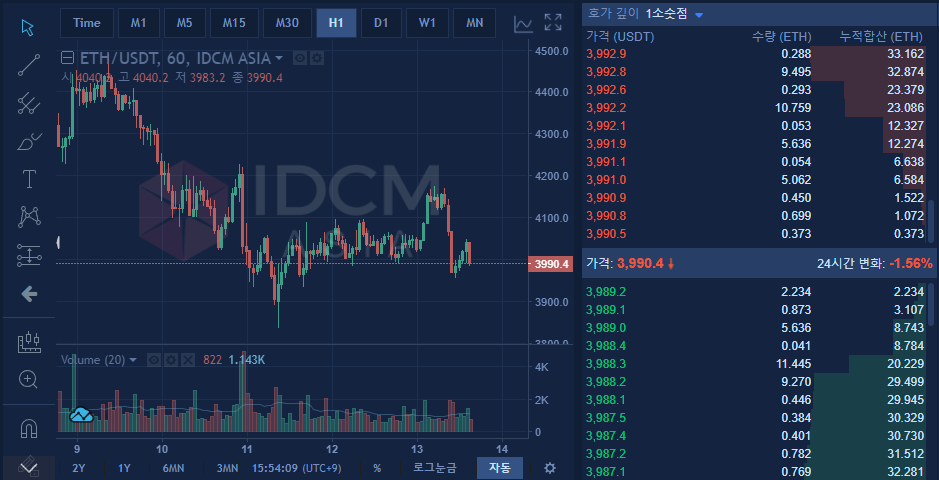 Time M1 M5 M15 M30 H1 D1 W1 MN
ETH/USDT, 60, IDCM ASIA
시 4040.2 고 4040.2 저 3983.2 종 3990.4
IDCM
ASIA
4500.0
4400.0
4300.0
4200.0
4100.0
3990.4
3900.0
3800.0
Volume (20) 822 1.143K
4K
2K
0
9 10 11 12 13 14
2Y 1Y 6MN 3MN 15:54:09 (UTC+9) % 로그눈금 자동
호가 깊이 1소숫점
가격 (USDT) 수량 (ETH) 누적합산 (ETH)
3,992.9 0.288 33.162
3,992.8 9.495 32.874
3,992.6 0.293 23.379
3,992.2 10.759 23.086
3,992.1 0.053 12.327
3,991.9 5.636 12.274
3,991.1 0.054 6.638
3,991.0 5.062 6.584
3,990.9 0.450 1.522
3,990.8 0.699 1.072
3,990.5 0.373 0.373
가격: 3,990.4 24시간 변화: -1.56%
3,989.2 2.234 2.234
3,989.1 0.873 3.107
3,989.0 5.636 8.743
3,988.4 0.041 8.784
3,988.3 11.445 20.229
3,988.2 9.270 29.499
3,988.1 0.446 29.945
3,987.5 0.384 30.329
3,987.4 0.401 30.730
3,987.2 0.782 31.512
3,987.1 0.769 32.281